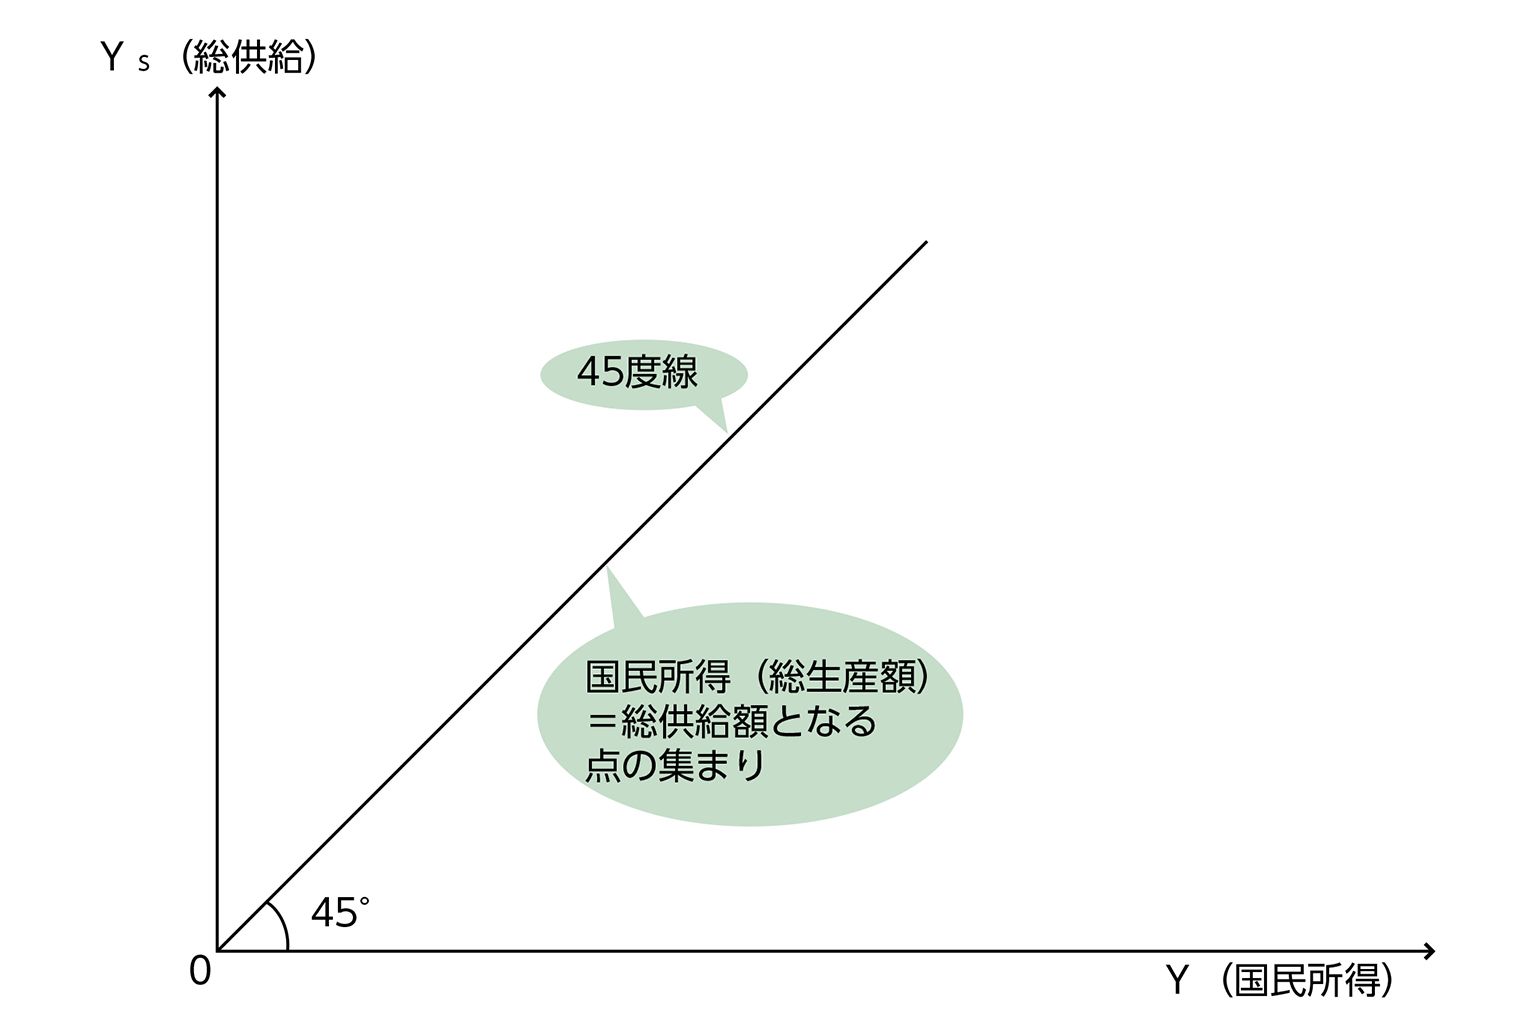 Y s （総供給）
45度線
国民所得（総生産額）
＝総供給額となる
点の集まり
45°
0
Y （国民所得）